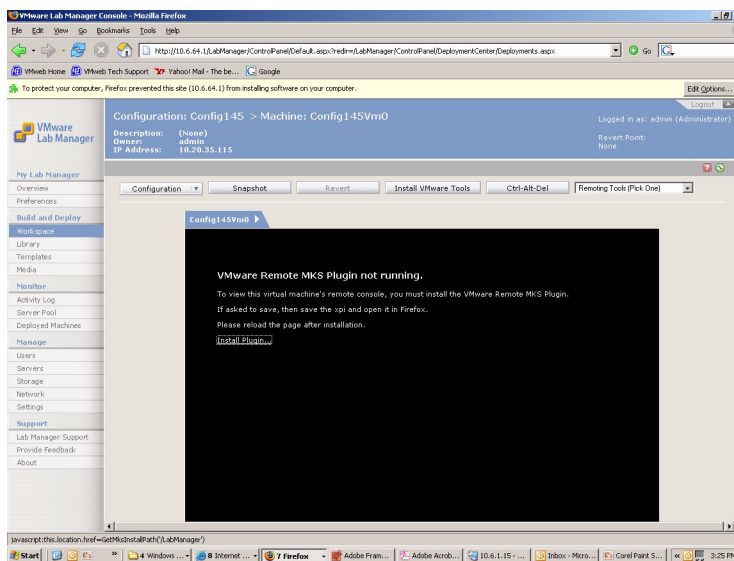 VMware Lab Manager Console - Mozilla Firefox
File Edit View Go Bookmarks Tools Help
http://10.6.64.1/LabManager/ControlPanel/Default.aspx?redir=/LabManager/ControlPanel/DeploymentCenter/Deployments.aspx Go
VMweb Home VMweb Tech Support Yahoo! Mail - The be... Google
To protect your computer, Firefox prevented this site (10.6.64.1) from installing software on your computer. Edit Options...
Logout
VMware
Lab Manager
Configuration: Config145 > Machine: Config145Vm0
Description: (None)
Owner: admin
IP Address: 10.20.35.115
Logged in as: admin (Administrator)
Revert Point:
None
My Lab Manager
Overview
Preferences
Build and Deploy
Workspace
Library
Templates
Media
Monitor
Activity Log
Server Pool
Deployed Machines
Manage
Users
Servers
Storage
Network
Settings
Support
Lab Manager Support
Provide Feedback
About
Configuration Snapshot Revert Install VMware Tools Ctrl-Alt-Del Remoting Tools (Pick One)
Config145Vm0
VMware Remote MKS Plugin not running.
To view this virtual machine's remote console, you must install the VMware Remote MKS Plugin.
If asked to save, then save the xpi and open it in Firefox.
Please reload the page after installation.
Install Plugin...
javascript:this.location.href=GetMksInstallPath('/LabManager')
Start 4 Windows ... 8 Internet ... 7 Firefox Adobe Fram... Adobe Acrob... 10.6.1.15 - ... Inbox - Micro... Corel Paint S... 3:25 PM